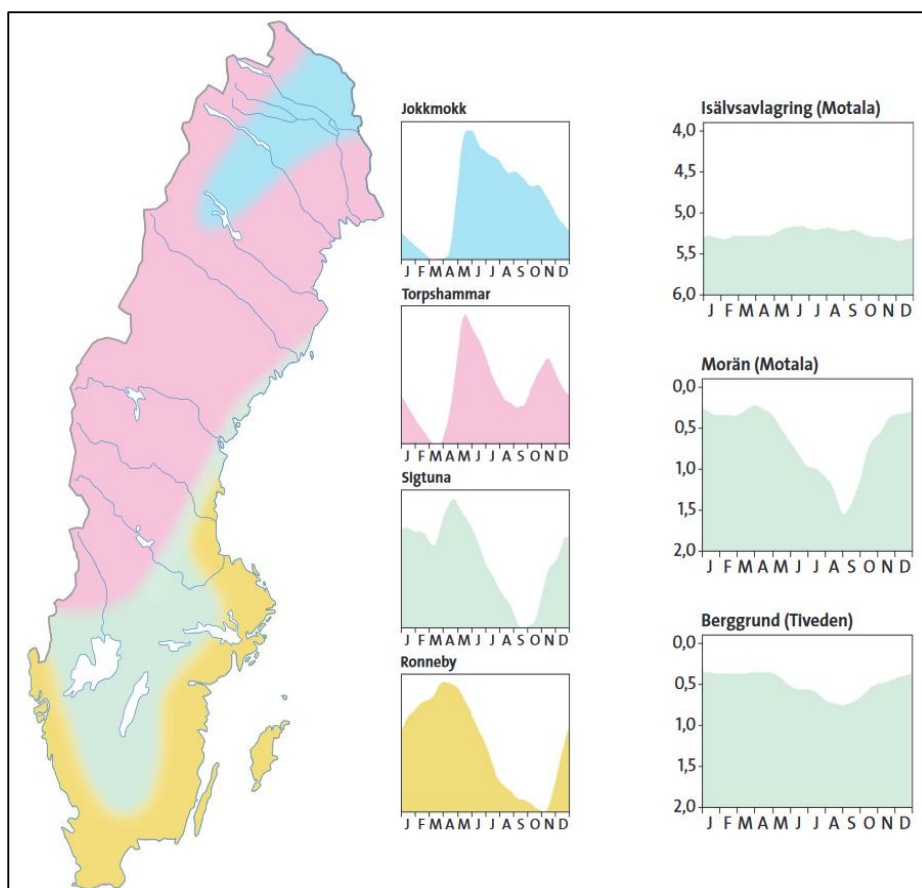 Jokkmokk
J F M A M J J A S O N D
Torpshammar
J F M A M J J A S O N D
Sigtuna
J F M A M J J A S O N D
Ronneby
J F M A M J J A S O N D
Isälvsavlagring (Motala)
4,0
4,5
5,0
5,5
6,0
J F M A M J J A S O N D
Morän (Motala)
0,0
0,5
1,0
1,5
2,0
J F M A M J J A S O N D
Berggrund (Tiveden)
0,0
0,5
1,0
1,5
2,0
J F M A M J J A S O N D